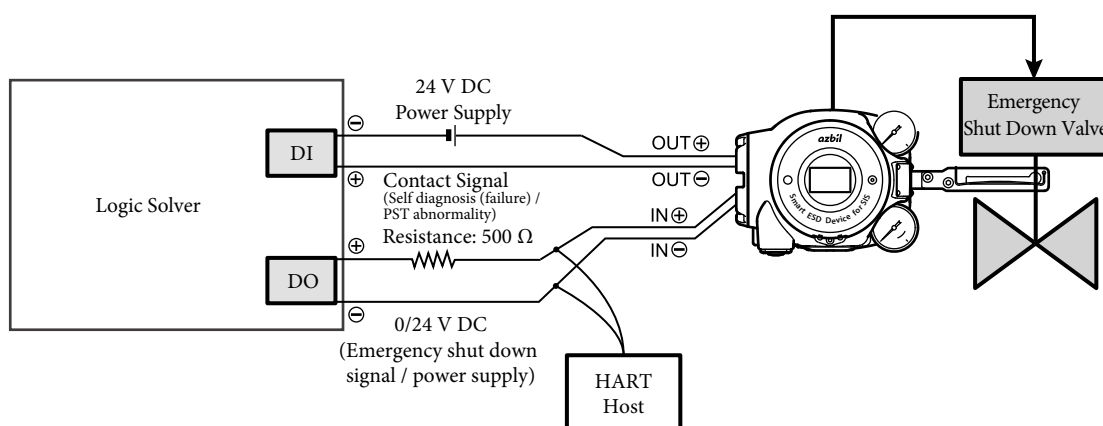 Logic Solver
DI
DO
⊖
⊕
⊕
⊖
24 V DC
Power Supply
Contact Signal
(Self diagnosis (failure) /
PST abnormality)
Resistance: 500 Ω
0/24 V DC
(Emergency shut down
signal / power supply)
OUT⊕
OUT⊖
IN⊕
IN⊖
HART
Host
azbil
Smart ESD Device for SIS
Emergency
Shut Down Valve